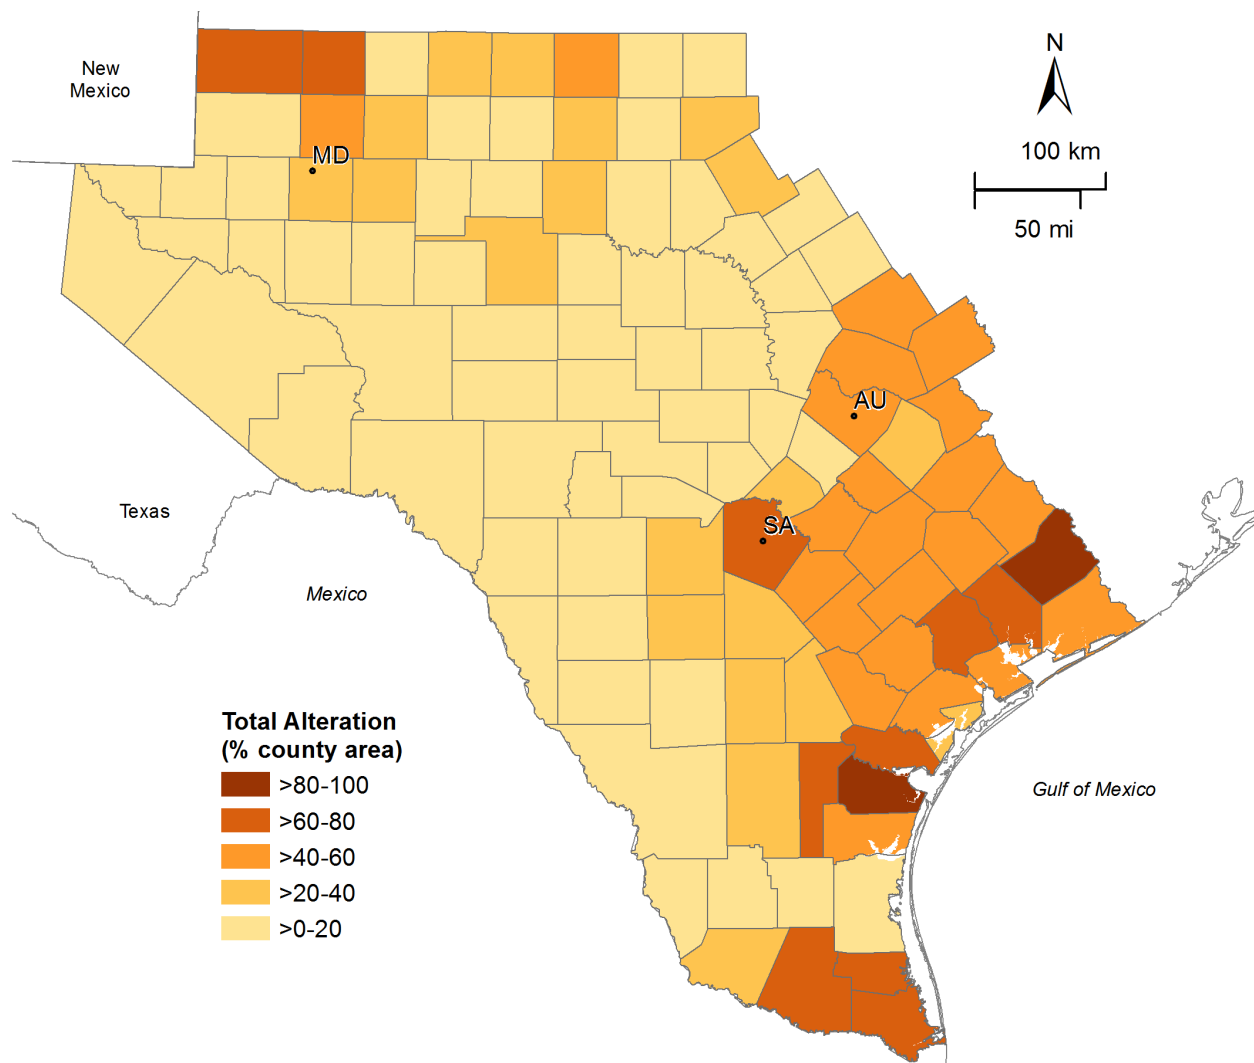 New
Mexico
N
100 km
50 mi
MD
AU
Texas
SA
Mexico
Total Alteration
(% county area)
>80-100
>60-80
>40-60
>20-40
>0-20
Gulf of Mexico